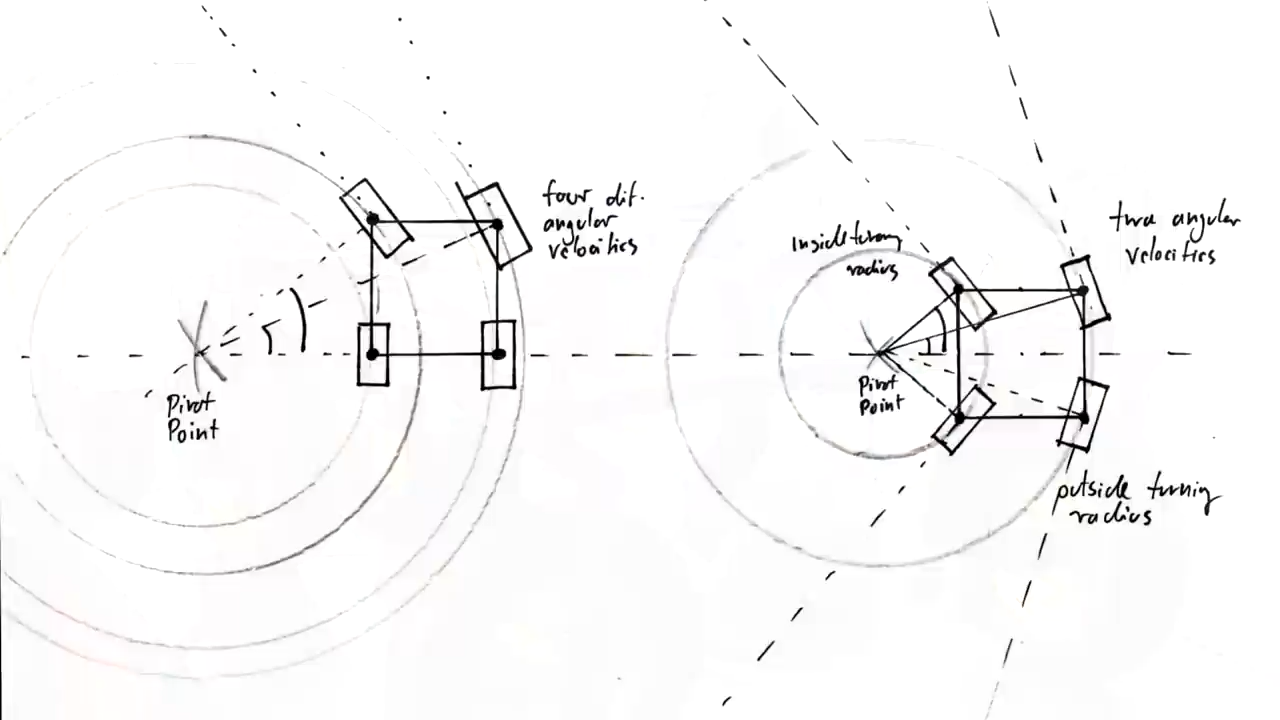 four dif.
angular
velocities
Pivot
Point
Inside turning
radius
two angular
velocities
Pivot
Point
outside turning
radius